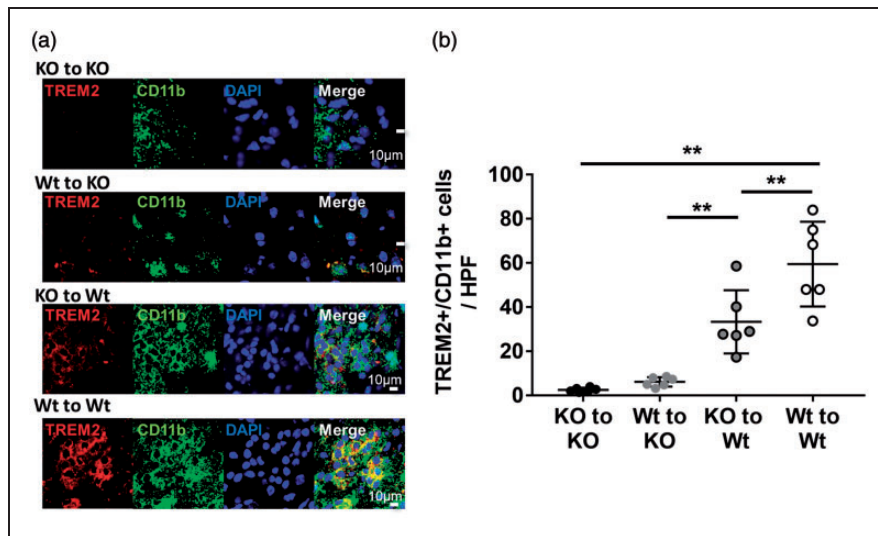 (a)
KO to KO
TREM2 CD11b DAPI Merge
10μm
Wt to KO
TREM2 CD11b DAPI Merge
10μm
KO to Wt
TREM2 CD11b DAPI Merge
10μm
Wt to Wt
TREM2 CD11b DAPI Merge
10μm
(b)
TREM2+/CD11b+ cells
/ HPF
100
80
60
40
20
0
**
**
**
KO to Wt to KO to Wt to
KO KO Wt Wt